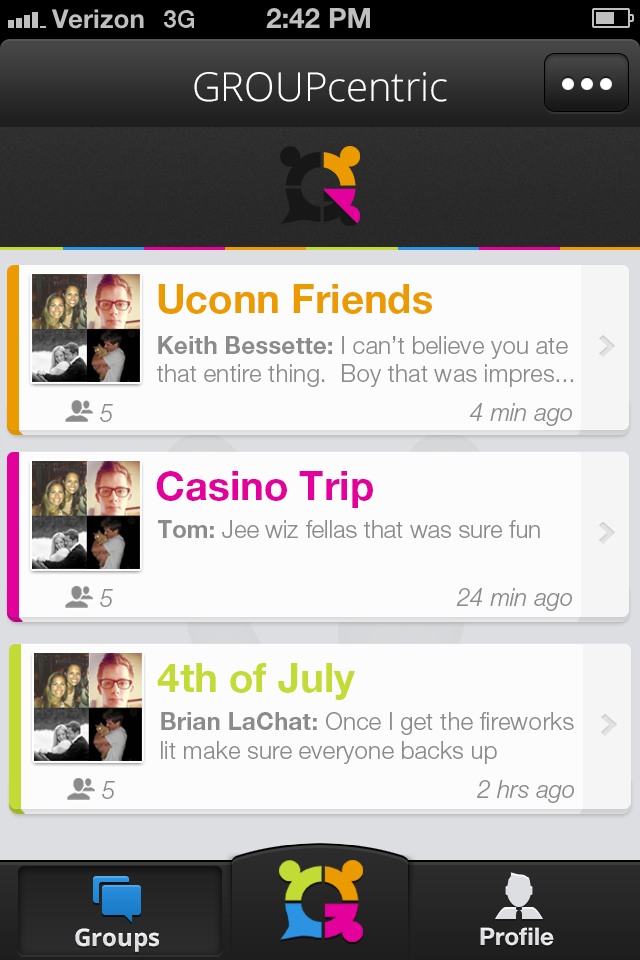 Verizon 3G 2:42 PM
GROUPcentric
Uconn Friends
Keith Bessette: I can't believe you ate
that entire thing.  Boy that was impres...
5 4 min ago
Casino Trip
Tom: Jee wiz fellas that was sure fun
5 24 min ago
4th of July
Brian LaChat: Once I get the fireworks
lit make sure everyone backs up
5 2 hrs ago
Groups Profile